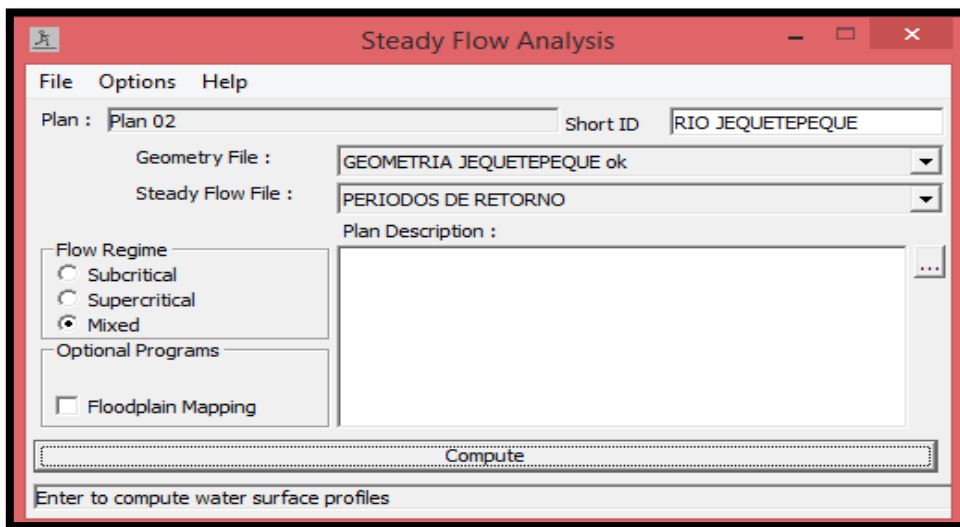 Steady Flow Analysis
File Options Help
Plan : Plan 02 Short ID RIO JEQUETEPEQUE
Geometry File : GEOMETRIA JEQUETEPEQUE ok
Steady Flow File : PERIODOS DE RETORNO
Plan Description :
Flow Regime
Subcritical
Supercritical
Mixed
Optional Programs
Floodplain Mapping
...
Compute
Enter to compute water surface profiles